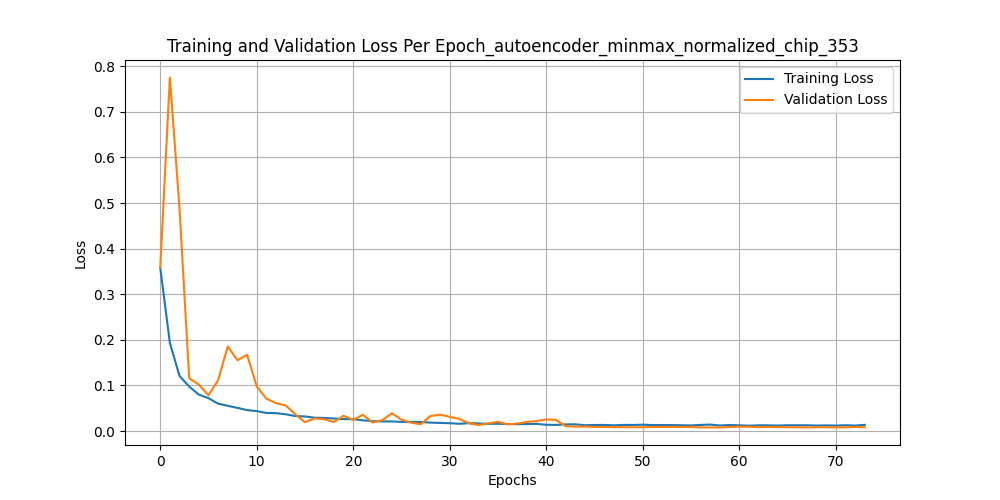 Training and Validation Loss Per Epoch_autoencoder_minmax_normalized_chip_353
Training Loss
Validation Loss
Loss
0.8
0.7
0.6
0.5
0.4
0.3
0.2
0.1
0.0
0 10 20 30 40 50 60 70
Epochs